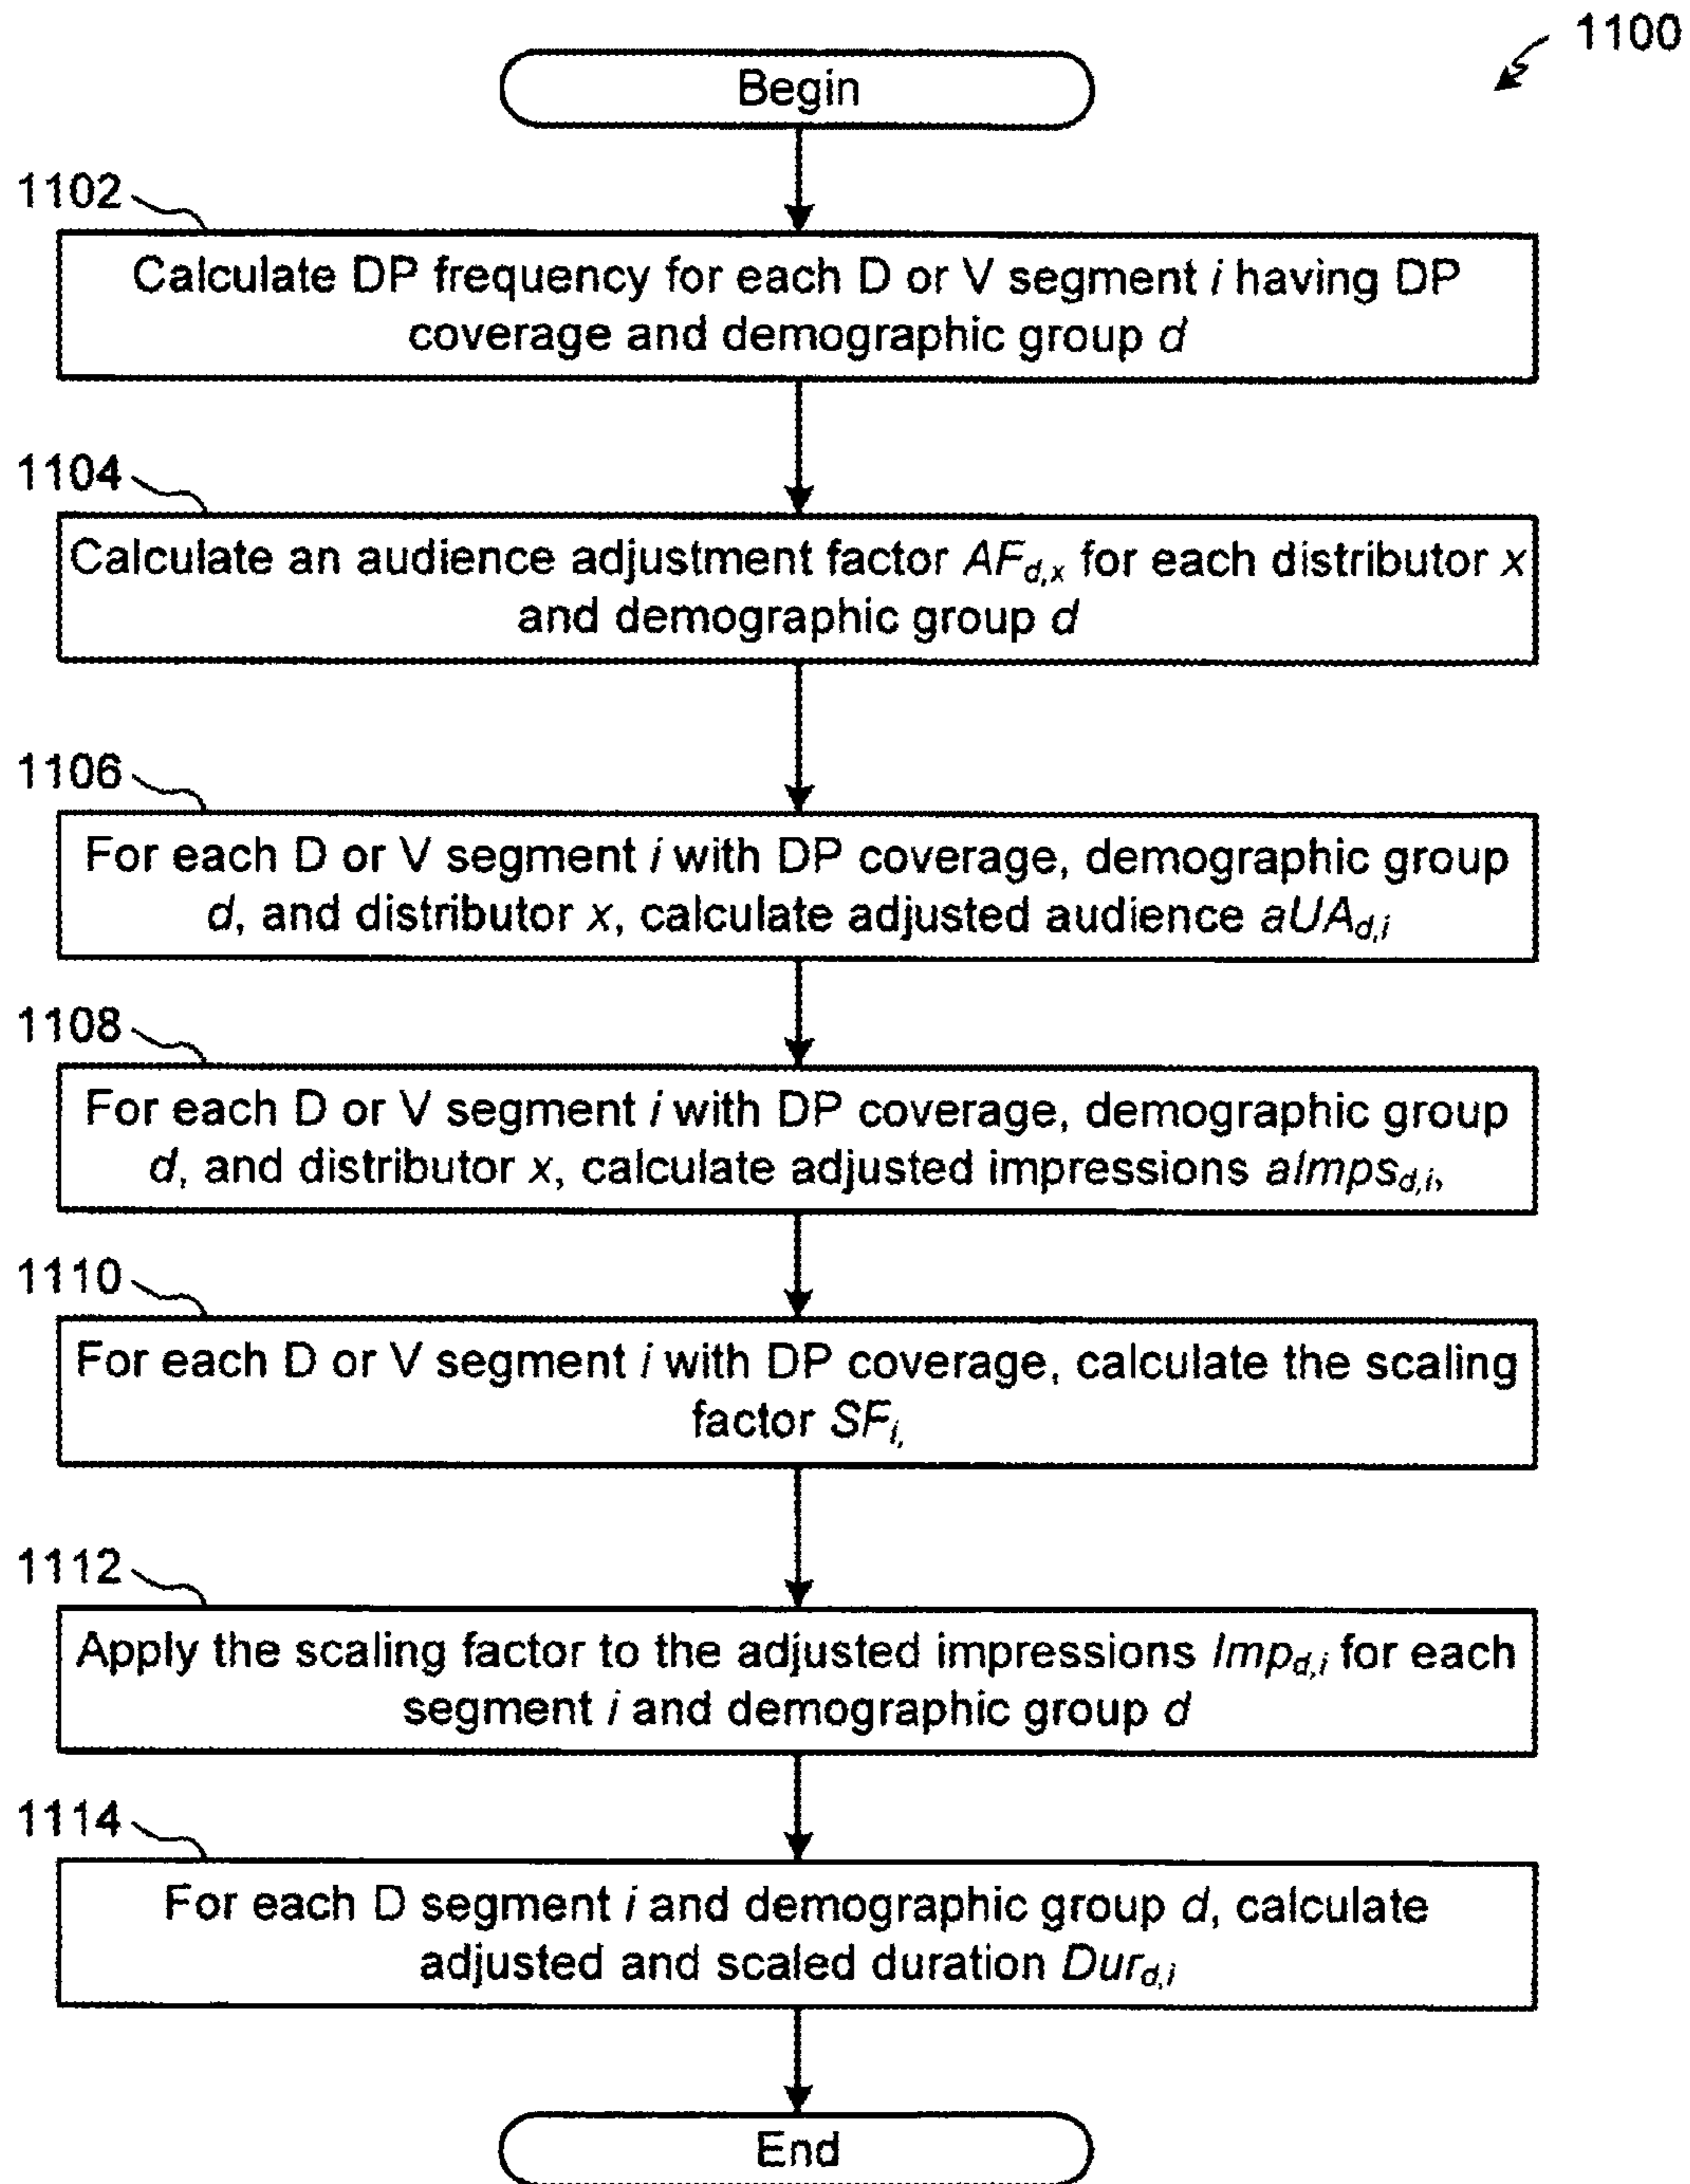 1100
Begin
1102
Calculate DP frequency for each D or V segment i having DP
coverage and demographic group d
1104
Calculate an audience adjustment factor AFd,x for each distributor x
and demographic group d
1106
For each D or V segment i with DP coverage, demographic group
d, and distributor x, calculate adjusted audience aUAd,i
1108
For each D or V segment i with DP coverage, demographic group
d, and distributor x, calculate adjusted impressions aImpsd,i,
1110
For each D or V segment i with DP coverage, calculate the scaling
factor SFi,
1112
Apply the scaling factor to the adjusted impressions Impd,i for each
segment i and demographic group d
1114
For each D segment i and demographic group d, calculate
adjusted and scaled duration Durd,i
End